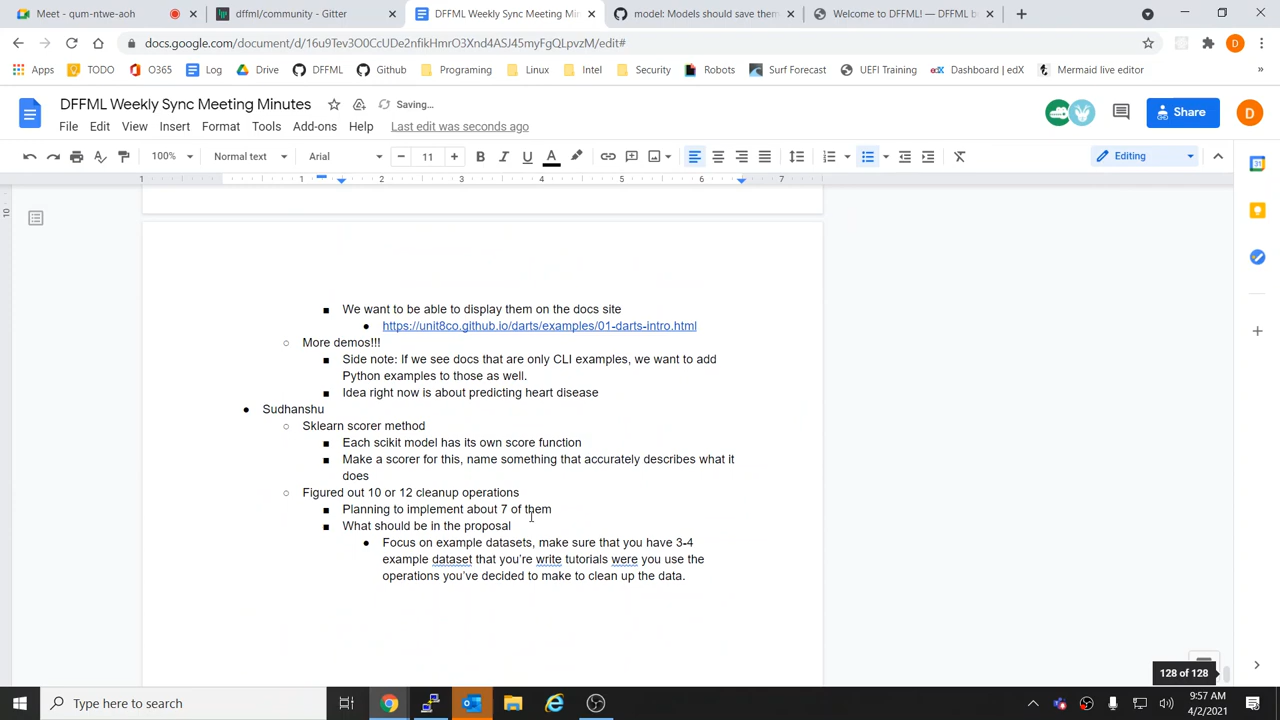 Meet - qum-ntwe-aoh
dffml/community - Gitter
DFFML Weekly Sync Meeting Min
model: Models should save them
Welcome to DFFML! — DFFML b
docs.google.com/document/d/16u9Tev3O0CcUDe2nfikHmrO3Xnd4ASJ45myFgQLpvzM/edit#
Apps TODO O365 Log Drive DFFML Github Programing Linux Intel Security Robots Surf Forecast UEFI Training Dashboard | edX Mermaid live editor »
DFFML Weekly Sync Meeting Minutes Saving...
Share D
File Edit View Insert Format Tools Add-ons Help Last edit was seconds ago
100% Normal text Arial 11 B I U A Editing
1 1 2 3 4 5 6 7
10
We want to be able to display them on the docs site
https://unit8co.github.io/darts/examples/01-darts-intro.html
More demos!!!
Side note: If we see docs that are only CLI examples, we want to add
Python examples to those as well.
Idea right now is about predicting heart disease
Sudhanshu
Sklearn scorer method
Each scikit model has its own score function
Make a scorer for this, name something that accurately describes what it
does
Figured out 10 or 12 cleanup operations
Planning to implement about 7 of them
What should be in the proposal
Focus on example datasets, make sure that you have 3-4
example dataset that you're write tutorials were you use the
operations you've decided to make to clean up the data.
128 of 128
Type here to search
9:57 AM
4/2/2021